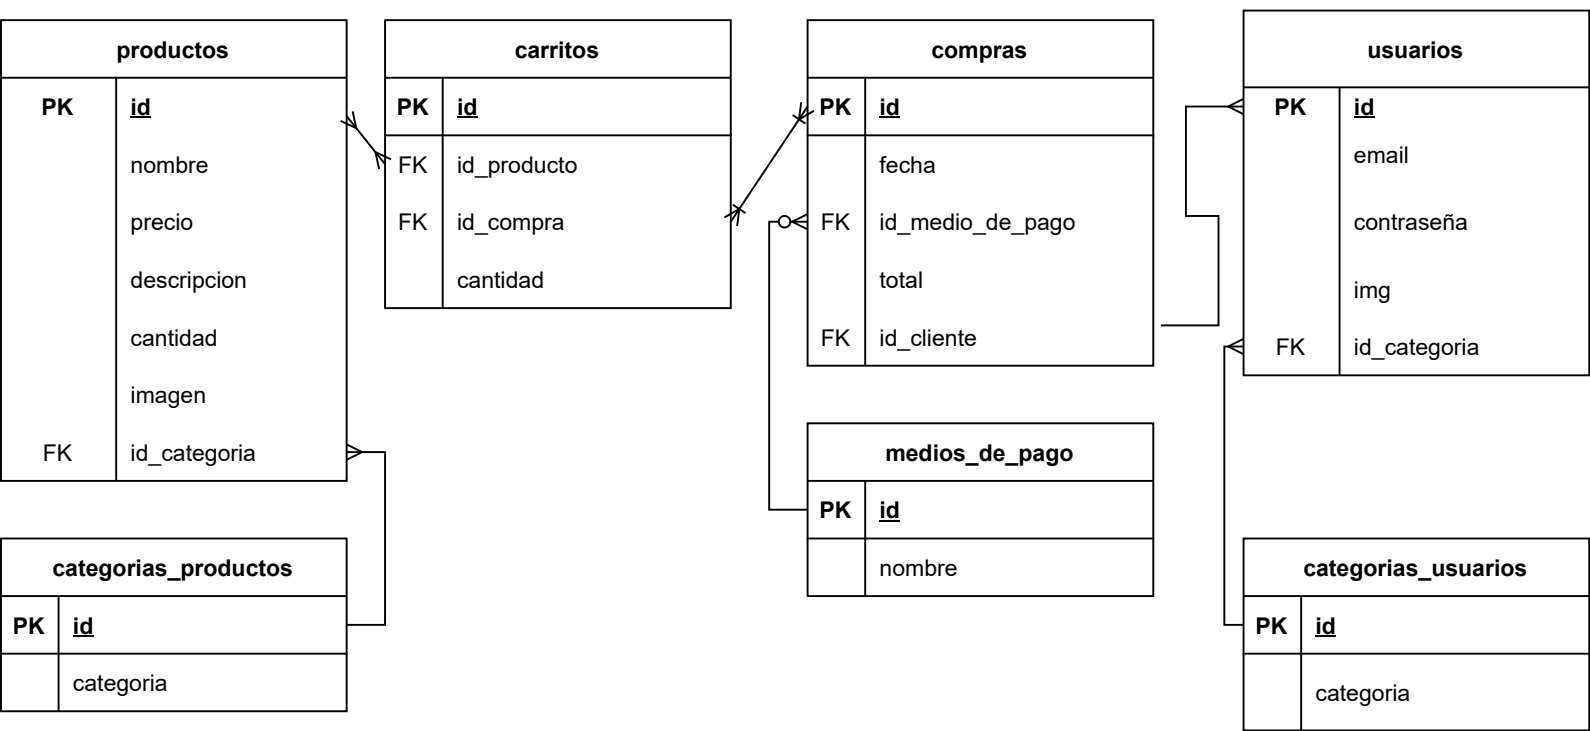 productos
PK id
nombre
precio
descripcion
cantidad
imagen
FK id_categoria
carritos
PK id
FK id_producto
FK id_compra
cantidad
compras
PK id
fecha
FK id_medio_de_pago
total
FK id_cliente
usuarios
PK id
email
contraseña
img
FK id_categoria
categorias_productos
PK id
categoria
medios_de_pago
PK id
nombre
categorias_usuarios
PK id
categoria